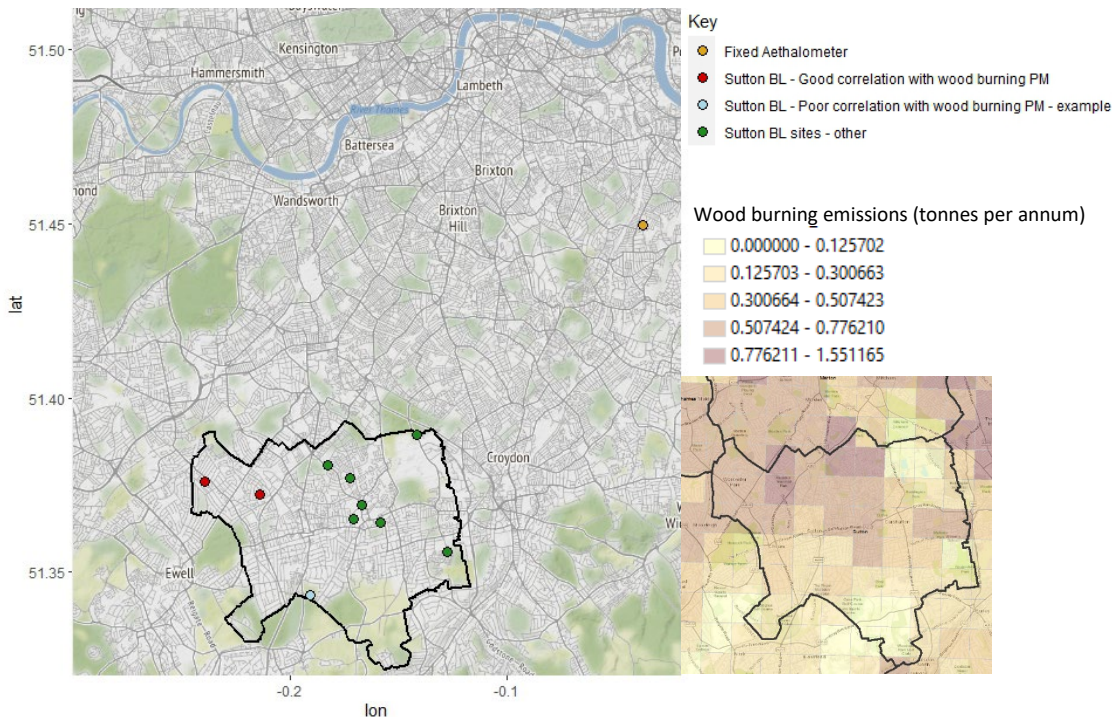 Key
Fixed Aethalometer
Sutton BL - Good correlation with wood burning PM
Sutton BL - Poor correlation with wood burning PM - example
Sutton BL sites - other
Wood burning emissions (tonnes per annum)
0.000000 - 0.125702
0.125703 - 0.300663
0.300664 - 0.507423
0.507424 - 0.776210
0.776211 - 1.551165
51.50
51.45
51.40
51.35
lat
-0.2
-0.1
lon
Kensington
Hammersmith
Lambeth
River Thames
Battersea
Brixton
Wandsworth
Brixton
Hill
Croydon
Ewell